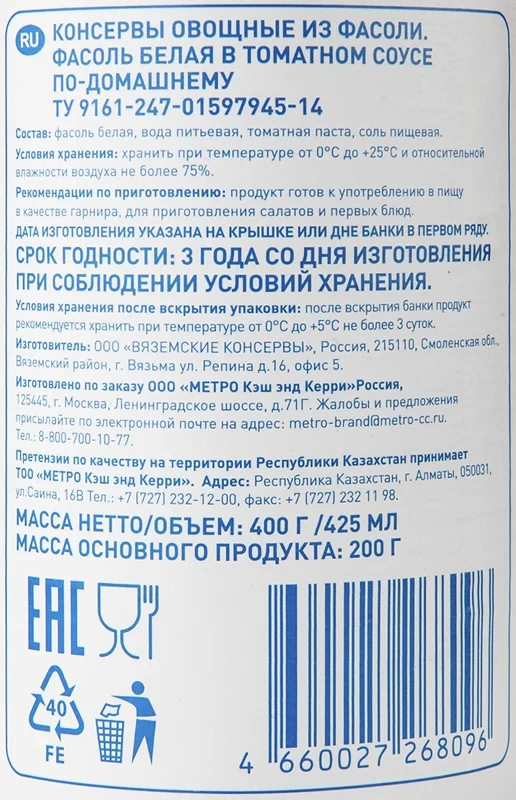 RU
КОНСЕРВЫ ОВОЩНЫЕ ИЗ ФАСОЛИ.
ФАСОЛЬ БЕЛАЯ В ТОМАТНОМ СОУСЕ
ПО-ДОМАШНЕМУ
ТУ 9161-247-01597945-14
Состав: фасоль белая, вода питьевая, томатная паста, соль пищевая.
Условия хранения: хранить при температуре от 0°С до +25°С и относительной
влажности воздуха не более 75%.
Рекомендации по приготовлению: продукт готов к употреблению в пищу
в качестве гарнира, для приготовления салатов и первых блюд.
ДАТА ИЗГОТОВЛЕНИЯ УКАЗАНА НА КРЫШКЕ ИЛИ ДНЕ БАНКИ В ПЕРВОМ РЯДУ.
СРОК ГОДНОСТИ: 3 ГОДА СО ДНЯ ИЗГОТОВЛЕНИЯ
ПРИ СОБЛЮДЕНИИ УСЛОВИЙ ХРАНЕНИЯ.
Условия хранения после вскрытия упаковки: после вскрытия банки продукт
рекомендуется хранить при температуре от 0°С до +5°С не более 3 суток.
Изготовитель: ООО «ВЯЗЕМСКИЕ КОНСЕРВЫ», Россия, 215110, Смоленская обл.,
Вяземский район, г. Вязьма ул. Репина д.16, офис 5.
Изготовлено по заказу ООО «МЕТРО Кэш энд Керри»Россия,
125445, г. Москва, Ленинградское шоссе, д.71Г. Жалобы и предложения
присылайте по электронной почте на адрес: metro-brand@metro-cc.ru.
Тел.: 8-800-700-10-77.
Претензии по качеству на территории Республики Казахстан принимает
ТОО «МЕТРО Кэш энд Керри». Адрес: Республика Казахстан, г. Алматы, 050031,
ул.Саина, 16В Тел.: +7 (727) 232-12-00, факс: +7 (727) 232 11 98.
МАССА НЕТТО/ОБЪЕМ: 400 Г /425 МЛ
МАССА ОСНОВНОГО ПРОДУКТА: 200 Г
EAC
40
FE
4 660027 268096